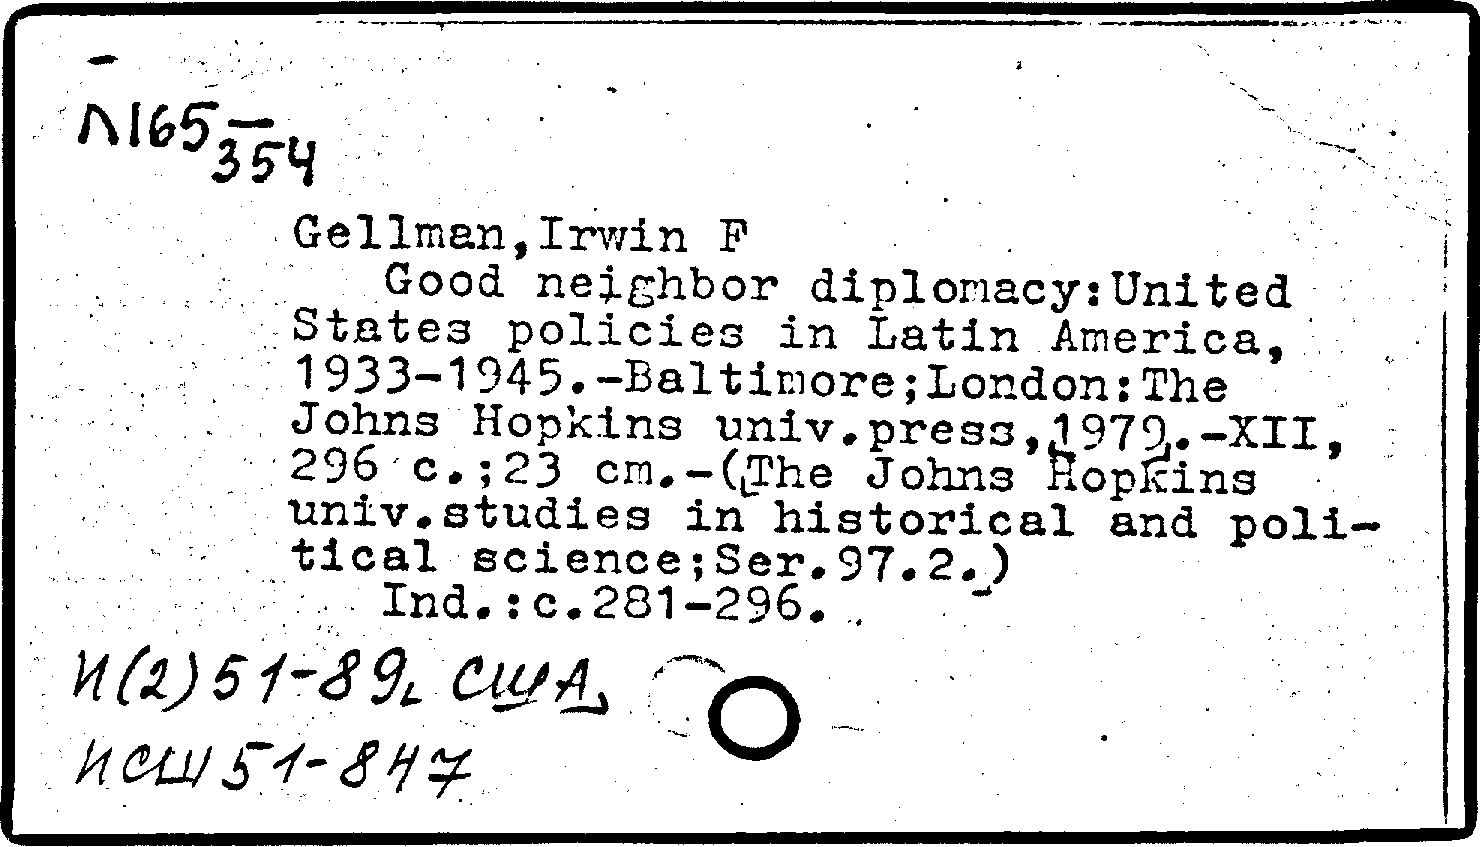 Л165-
354
Gellman,Irwin F
Good neighbor diplomacy:United
States policies in Latin America,
1933-1945.-Baltimore;London:The
Johns Hopkins univ.press,1979.-XII,
296 c.;23 cm.-(The Johns Hopkins
univ.studies in historical and poli-
tical science;Ser.97.2.)
Ind.:c.281-296.
И(2)51-89 США,
ИСШ51-847